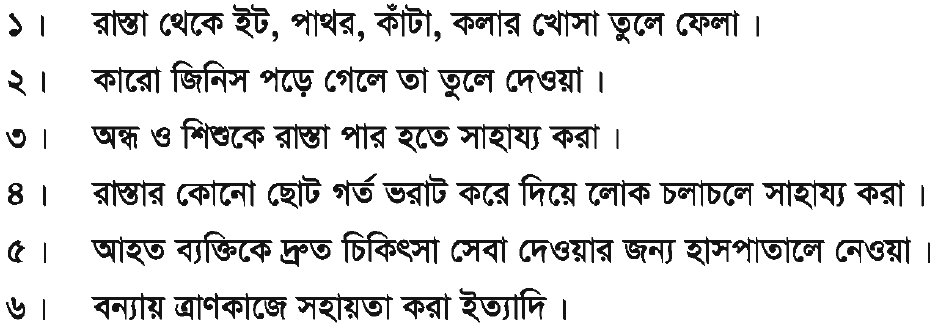 ১। রাস্তা থেকে ইট, পাথর, কাঁটা, কলার খোসা তুলে ফেলা।
২। কারো জিনিস পড়ে গেলে তা তুলে দেওয়া।
৩। অন্ধ ও শিশুকে রাস্তা পার হতে সাহায্য করা।
৪। রাস্তার কোনো ছোট গর্ত ভরাট করে দিয়ে লোক চলাচলে সাহায্য করা।
৫। আহত ব্যক্তিকে দ্রুত চিকিৎসা সেবা দেওয়ার জন্য হাসপাতালে নেওয়া।
৬। বন্যায় ত্রাণকাজে সহায়তা করা ইত্যাদি।